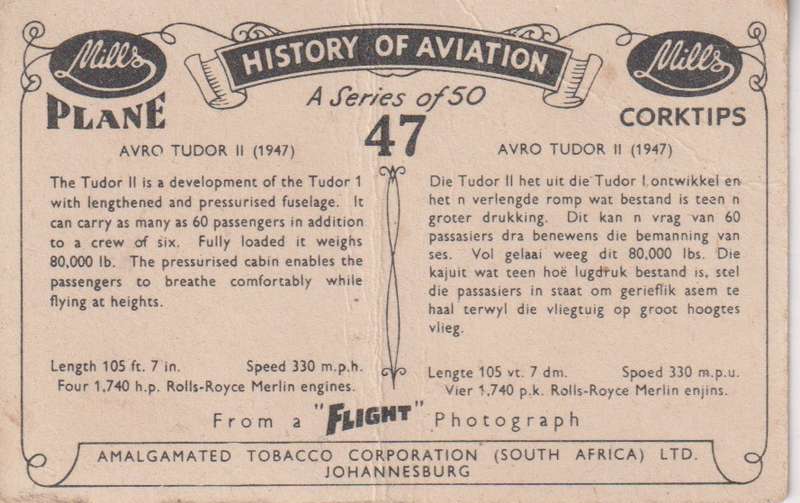 Mills
PLANE
HISTORY OF AVIATION
A Series of 50
47
Mills
CORKTIPS
AVRO TUDOR II (1947)
The Tudor II is a development of the Tudor 1
with lengthened and pressurised fuselage. It
can carry as many as 60 passengers in addition
to a crew of six. Fully loaded it weighs
80,000 lb. The pressurised cabin enables the
passengers to breathe comfortably while
flying at heights.
Length 105 ft. 7 in. Speed 330 m.p.h.
Four 1,740 h.p. Rolls-Royce Merlin engines.
AVRO TUDOR II (1947)
Die Tudor II het uit die Tudor I ontwikkel en
het n verlengde romp wat bestand is teen n
groter drukking. Dit kan n vrag van 60
passasiers dra benewens die bemanning van
ses. Vol gelaai weeg dit 80,000 lbs. Die
kajuit wat teen hoë lugdruk bestand is, stel
die passasiers in staat om gerieflik asem te
haal terwyl die vliegtuig op groot hoogtes
vlieg.
Lengte 105 vt. 7 dm. Spoed 330 m.p.u.
Vier 1,740 p.k. Rolls-Royce Merlin enjins.
From a "FLIGHT" Photograph
AMALGAMATED TOBACCO CORPORATION (SOUTH AFRICA) LTD.
JOHANNESBURG